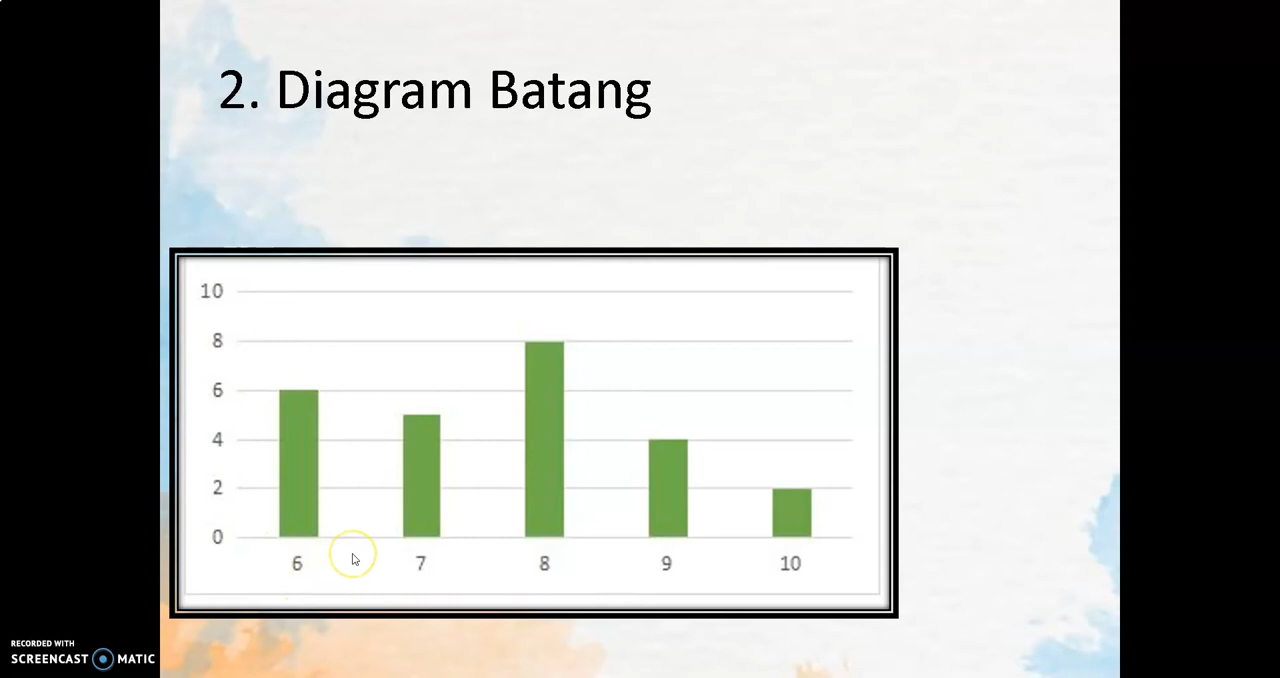 2. Diagram Batang
10
8
6
4
2
0
6 7 8 9 10
RECORDED WITH
SCREENCAST MATIC